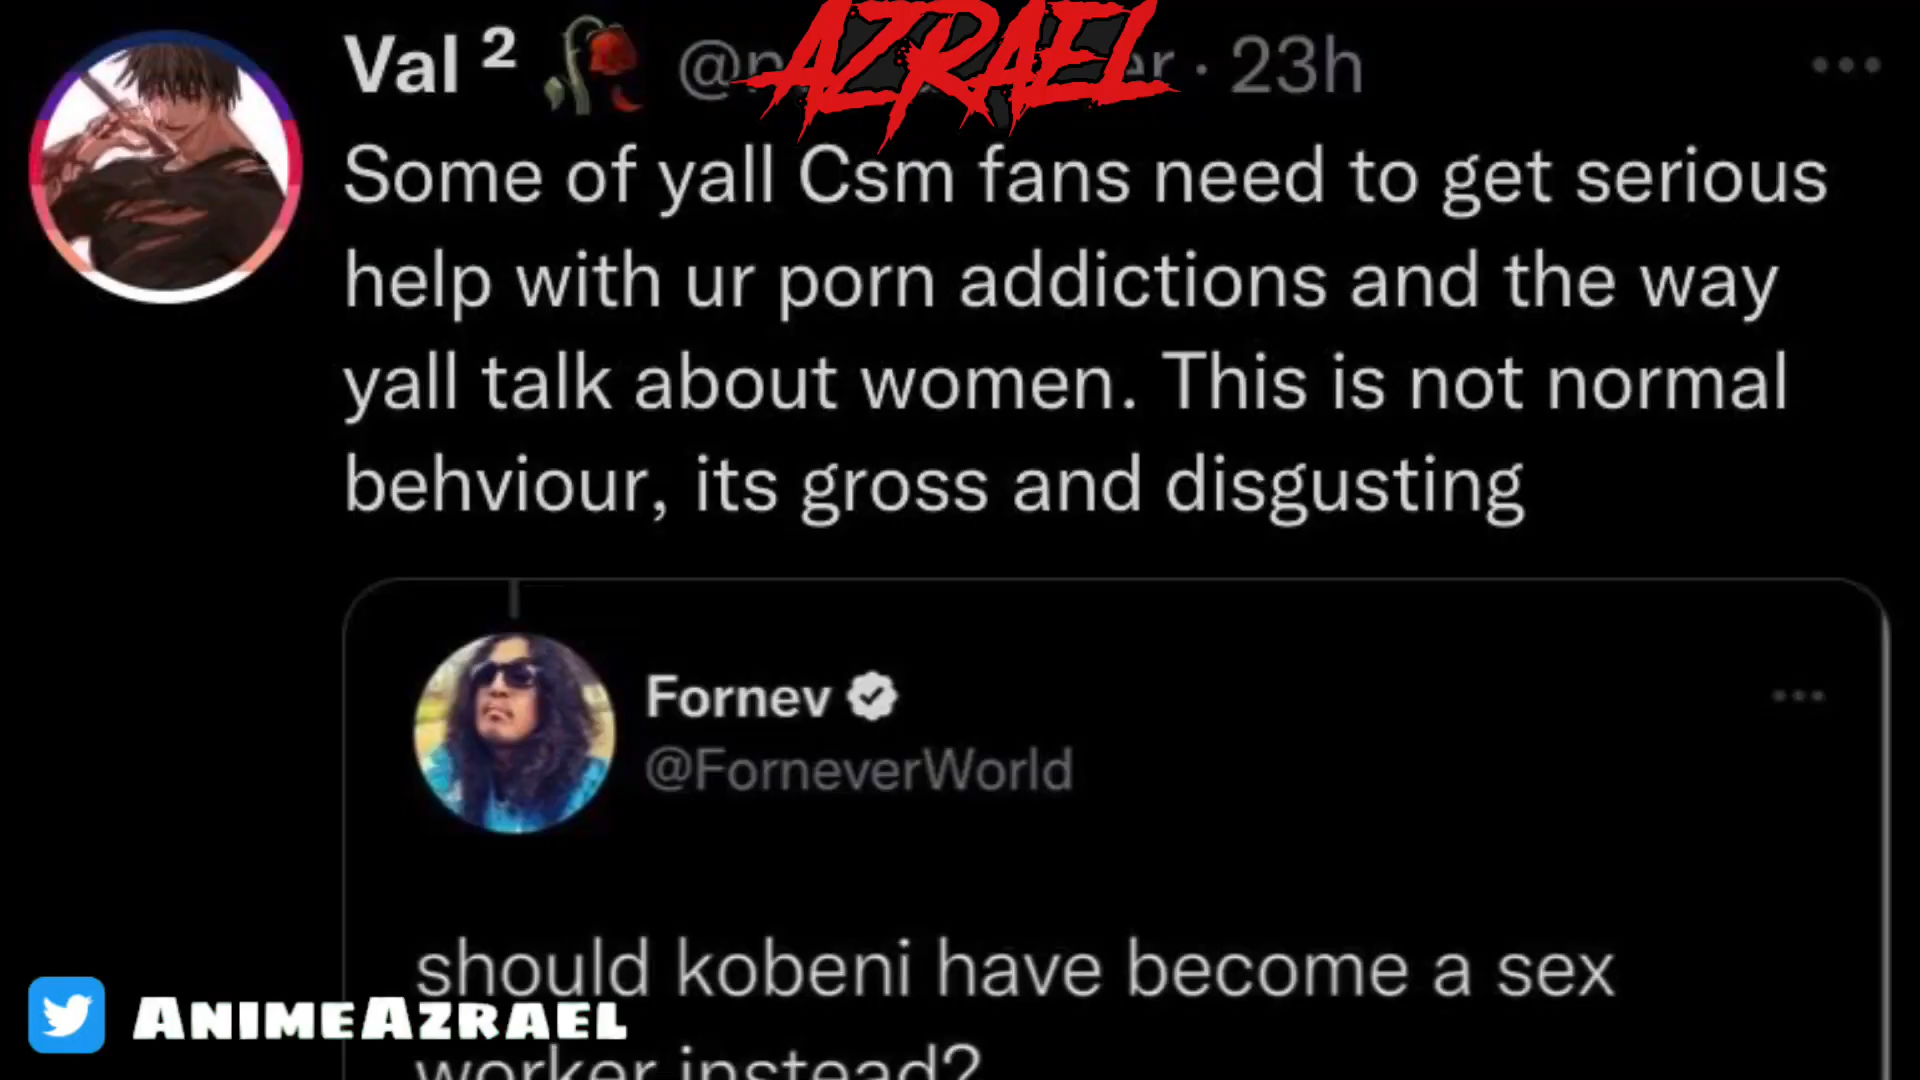 AZRAEL
Val ² · 23h
Some of yall Csm fans need to get serious
help with ur porn addictions and the way
yall talk about women. This is not normal
behviour, its gross and disgusting
Fornev
@ForneverWorld
should kobeni have become a sex
worker instead?
ANIMEAZRAEL